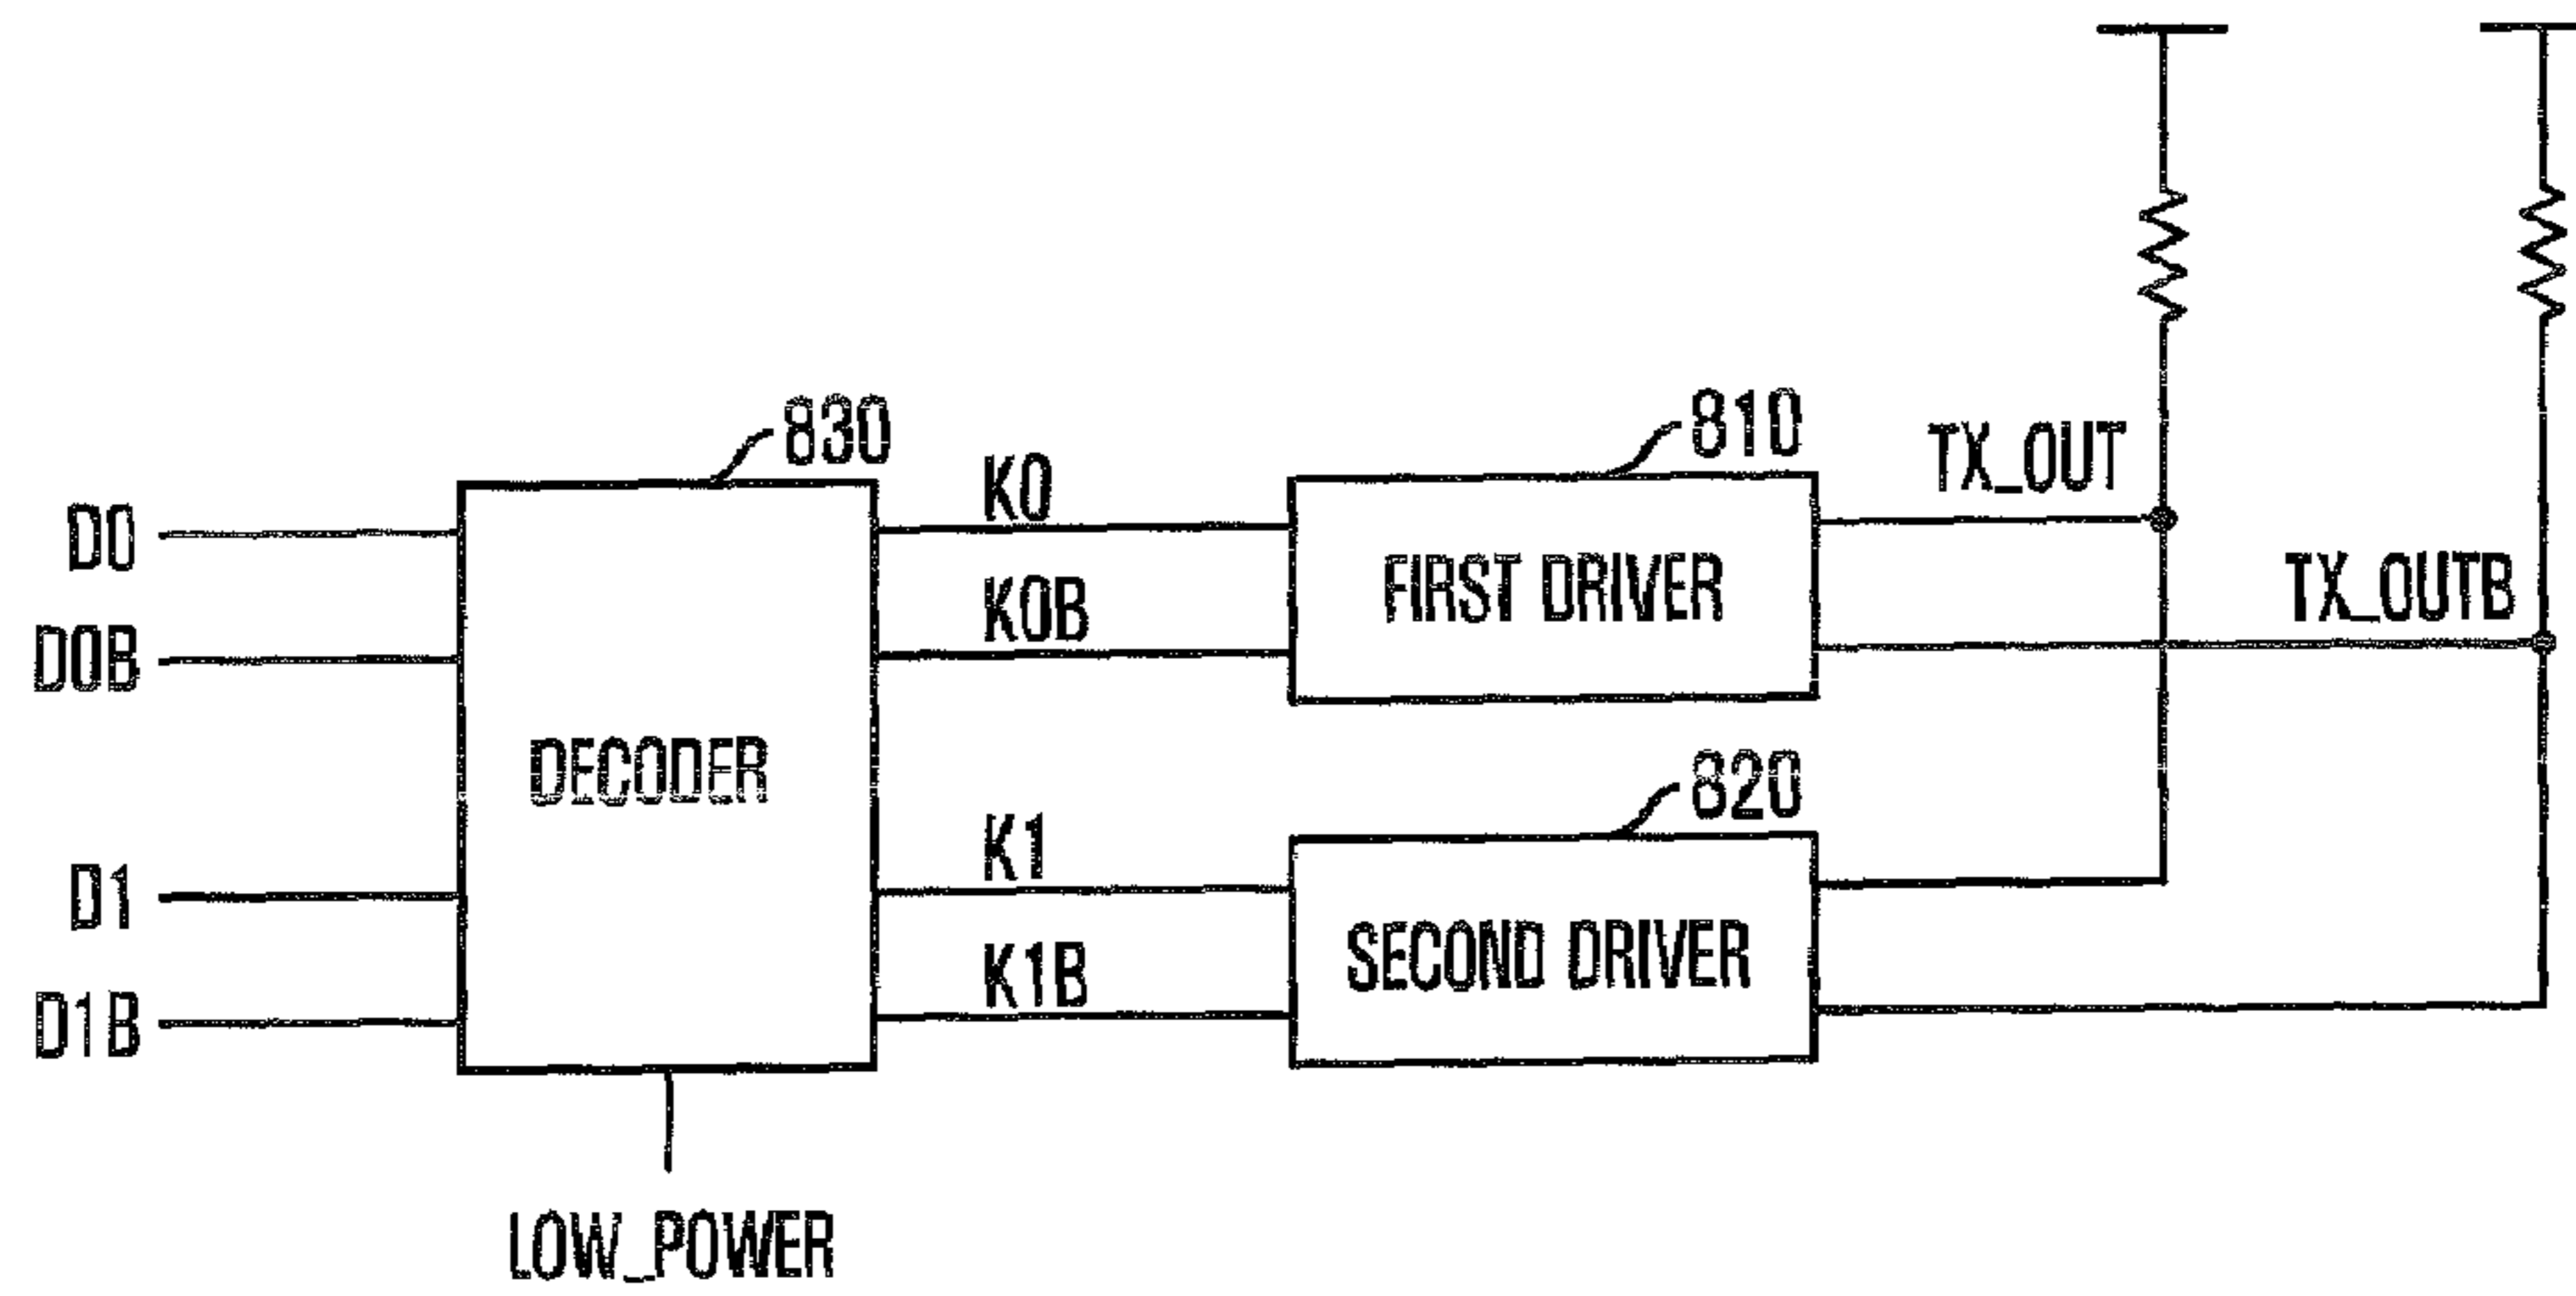 830
810
TX_OUT
D0
K0
FIRST DRIVER
TX_OUTB
D0B
K0B
DECODER
820
D1
K1
SECOND DRIVER
D1B
K1B
LOW_POWER